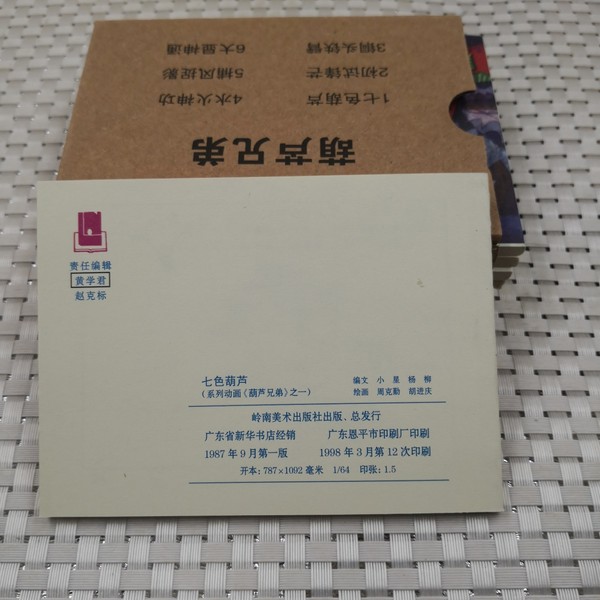 葫芦兄弟
1七色葫芦 4水火神功
2初试锋芒 5捕风捉影
3铜头铁臂 6大显神通
责任编辑
黄学君
赵克标
七色葫芦
(系列动画《葫芦兄弟》之一)
编文 小星 杨柳
绘画 周克勤 胡进庆
岭南美术出版社出版、总发行
广东省新华书店经销 广东恩平市印刷厂印刷
1987年9月第一版 1998年3月第12次印刷
开本:787×1092毫米 1/64 印张:1.5